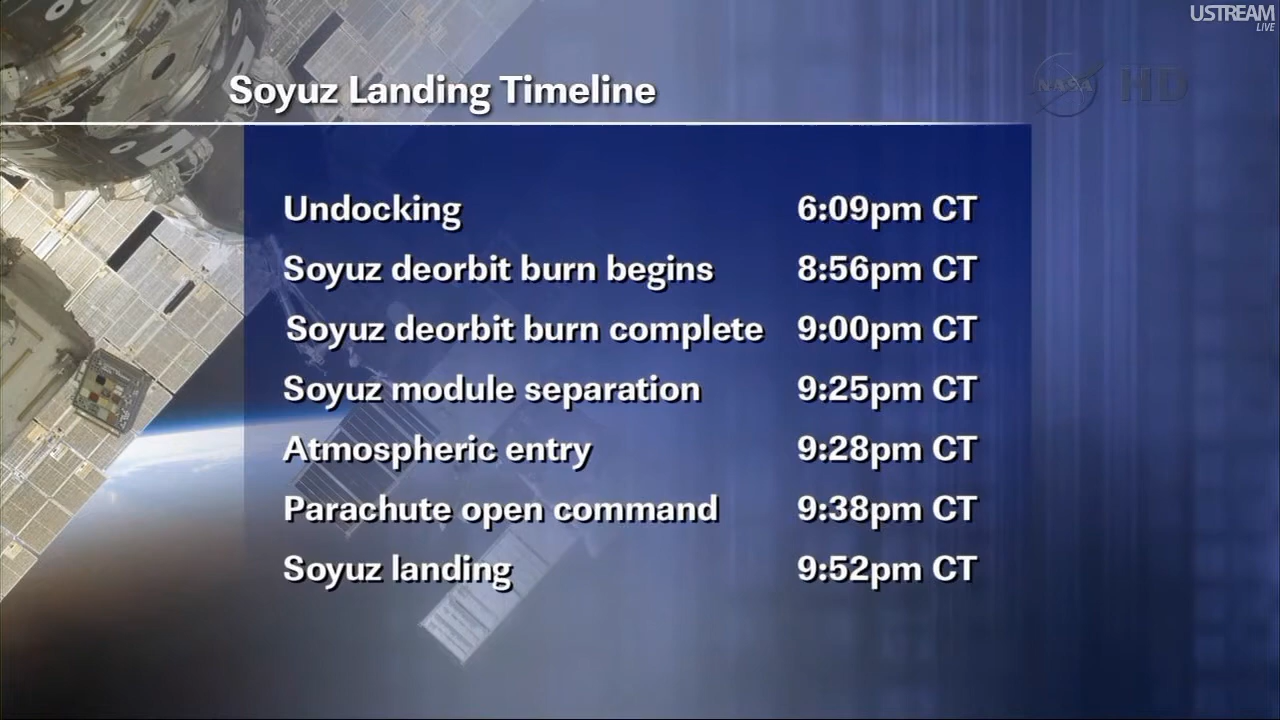 USTREAM
LIVE
Soyuz Landing Timeline
NASA HD
Undocking 6:09pm CT
Soyuz deorbit burn begins 8:56pm CT
Soyuz deorbit burn complete 9:00pm CT
Soyuz module separation 9:25pm CT
Atmospheric entry 9:28pm CT
Parachute open command 9:38pm CT
Soyuz landing 9:52pm CT